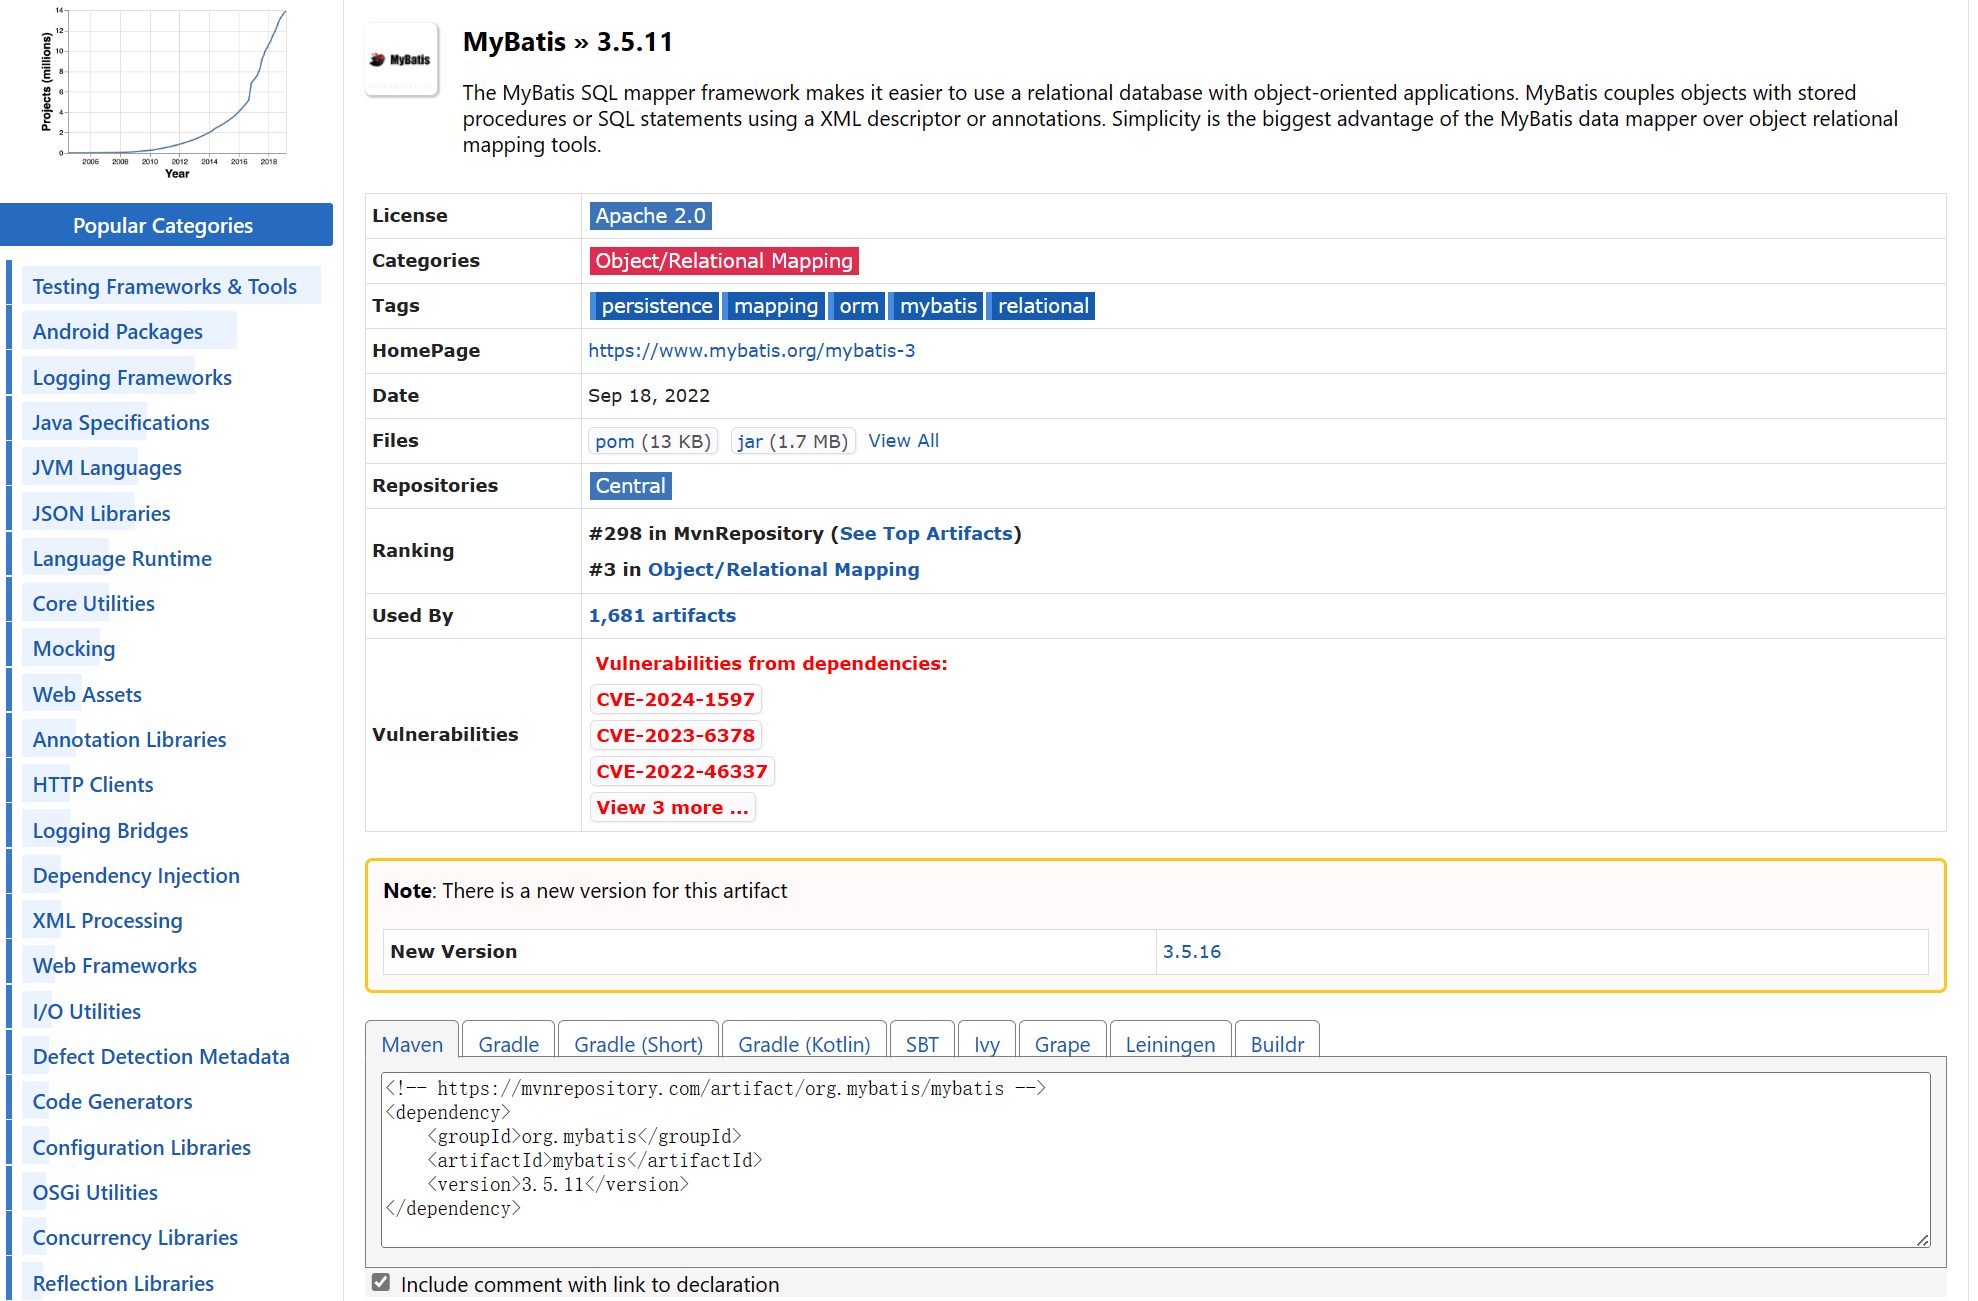 14
12
10
8
6
4
2
0
Projects (millions)
2006 2008 2010 2012 2014 2016 2018
Year
Popular Categories
Testing Frameworks & Tools
Android Packages
Logging Frameworks
Java Specifications
JVM Languages
JSON Libraries
Language Runtime
Core Utilities
Mocking
Web Assets
Annotation Libraries
HTTP Clients
Logging Bridges
Dependency Injection
XML Processing
Web Frameworks
I/O Utilities
Defect Detection Metadata
Code Generators
Configuration Libraries
OSGi Utilities
Concurrency Libraries
Reflection Libraries
MyBatis
MyBatis » 3.5.11
The MyBatis SQL mapper framework makes it easier to use a relational database with object-oriented applications. MyBatis couples objects with stored
procedures or SQL statements using a XML descriptor or annotations. Simplicity is the biggest advantage of the MyBatis data mapper over object relational
mapping tools.
License Apache 2.0
Categories Object/Relational Mapping
Tags persistence mapping orm mybatis relational
HomePage https://www.mybatis.org/mybatis-3
Date Sep 18, 2022
Files pom (13 KB) jar (1.7 MB) View All
Repositories Central
Ranking #298 in MvnRepository (See Top Artifacts)
#3 in Object/Relational Mapping
Used By 1,681 artifacts
Vulnerabilities Vulnerabilities from dependencies:
CVE-2024-1597
CVE-2023-6378
CVE-2022-46337
View 3 more ...
Note: There is a new version for this artifact
New Version 3.5.16
Maven Gradle Gradle (Short) Gradle (Kotlin) SBT Ivy Grape Leiningen Buildr
<!-- https://mvnrepository.com/artifact/org.mybatis/mybatis -->
<dependency>
    <groupId>org.mybatis</groupId>
    <artifactId>mybatis</artifactId>
    <version>3.5.11</version>
</dependency>
Include comment with link to declaration